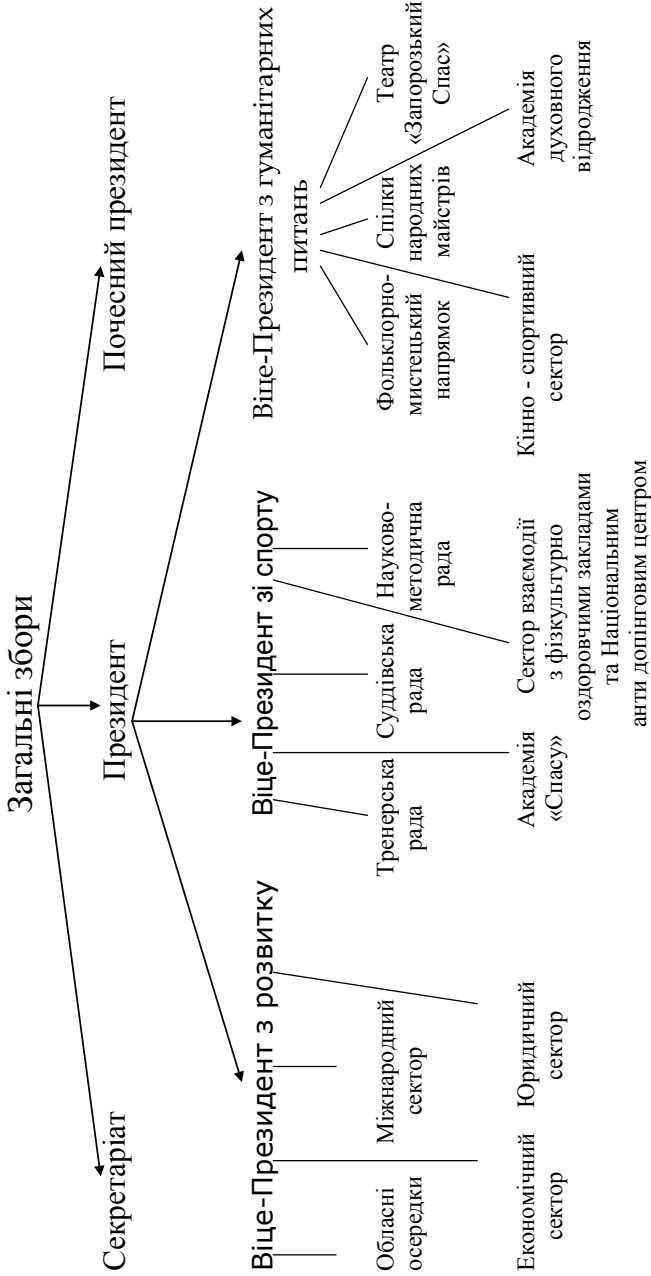 Загальні збори
Секретаріат
Президент
Почесний президент
Віце-Президент з розвитку
Віце-Президент зі спорту
Віце-Президент з гуманітарних
питань
Обласні
осередки
Міжнародний
сектор
Тренерська
рада
Суддівська
рада
Науково-
методична
рада
Фольклорно-
мистецький
напрямок
Спілки
народних
майстрів
Театр
«Запорозький
Спас»
Економічний
сектор
Юридичний
сектор
Академія
«Спасу»
Сектор взаємодії
з фізкультурно
оздоровчими закладами
та Національним
анти допінговим центром
Кінно - спортивний
сектор
Академія
духовного
відродження